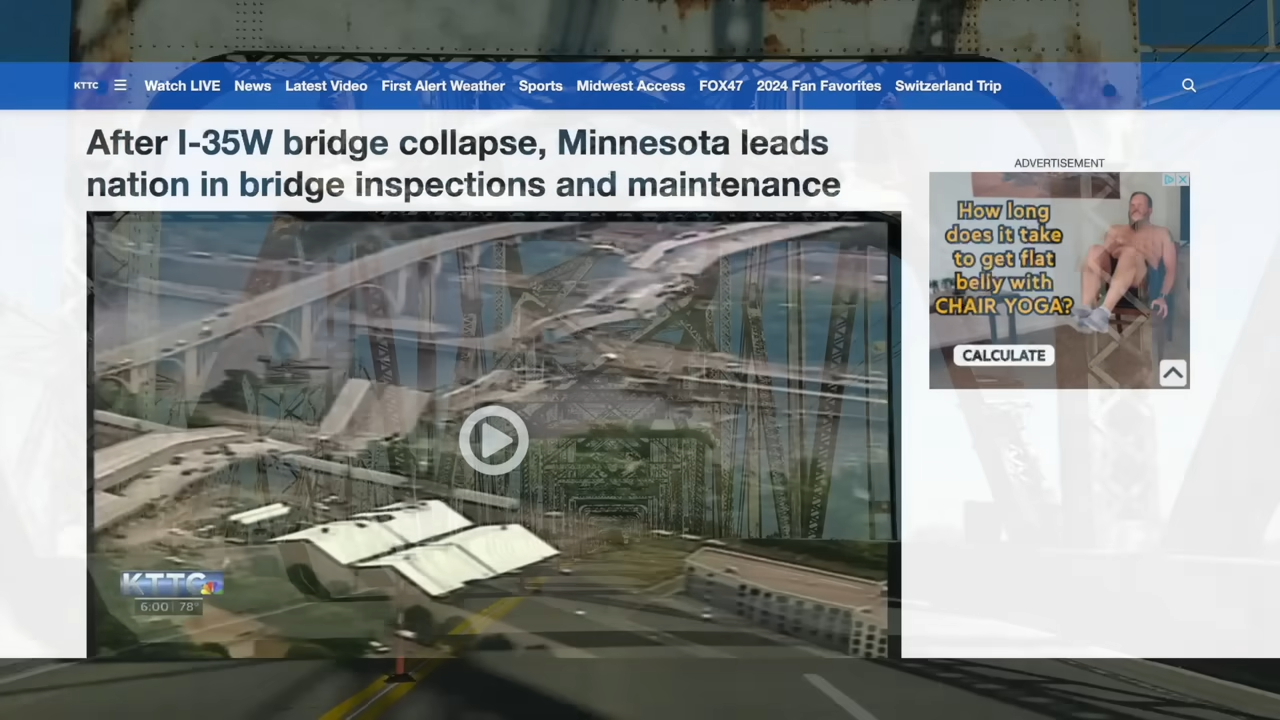 KTTC
Watch LIVE News Latest Video First Alert Weather Sports Midwest Access FOX47 2024 Fan Favorites Switzerland Trip
After I-35W bridge collapse, Minnesota leads
nation in bridge inspections and maintenance
ADVERTISEMENT
How long
does it take
to get flat
belly with
CHAIR YOGA?
CALCULATE
KTTC
6:00 78°